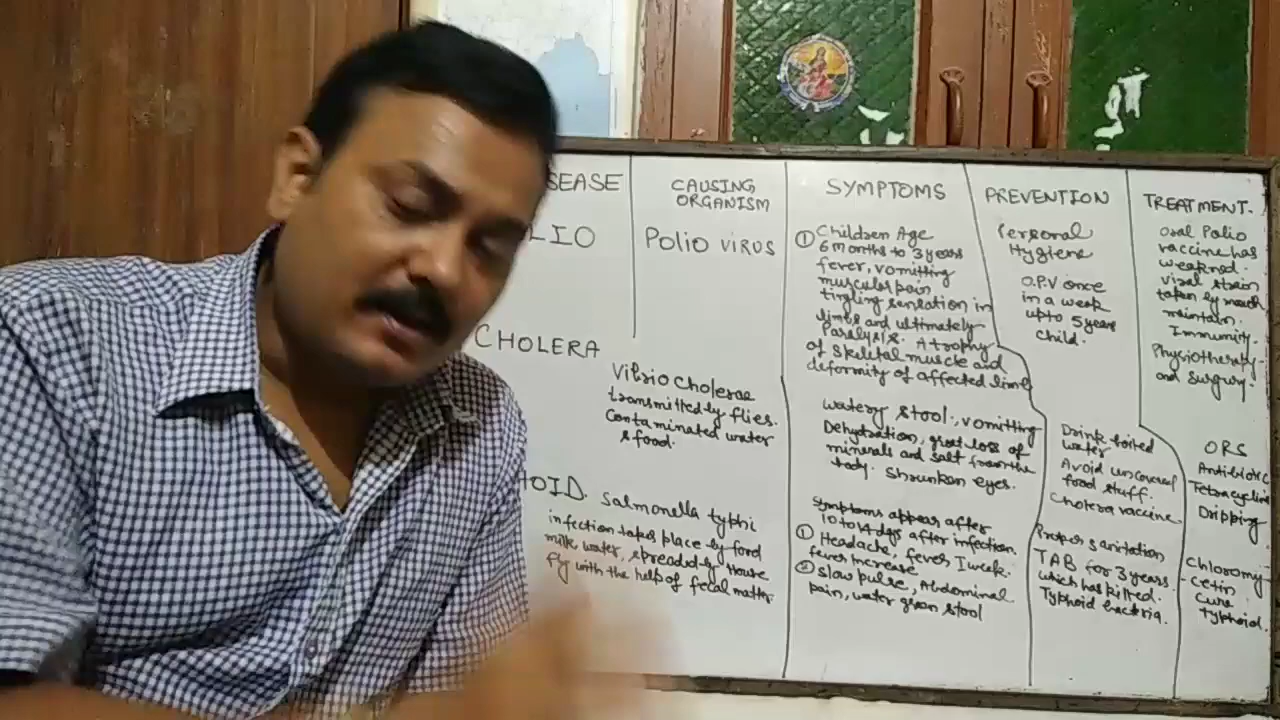 SEASE
CAUSING
ORGANISM
SYMPTOMS
PREVENTION
TREATMENT.
LIO
Polio VIRUS
① Children Age
6 months to 3 years
fever, vomitting
muscular pain
tingling sensation in
limbs and ultimately
Paralysis. Atrophy
of skeletal muscle and
deformity of affected limb
Personal
Hygiene
O.P.V once
in a week
upto 5 years
child.
Oral Polio
vaccine has
weakned.
viral strain
taken by mouth
maintain.
Immunity.
Physiotherapy
and surgury.
CHOLERA
Vibrio Cholerae
transmitted by flies.
Contaminated water
& food.
Watery stool, vomitting
Dehydration, great loss of
minerals and salt from the
body. Shrunken eyes.
Drink boiled
water
Avoid uncovered
food stuff.
Cholera vaccine
ORS
Antibiotic
Tetracycline
Dripping
HOID.
Salmonella typhi
infection takes place by food
milk water, spreaded by House
fly with the help of fecal matter.
Symptoms appear after
10 to 14 days after infection.
① Headache, fever 1 week.
fever increase
② Slow pulse, Abdominal
pain, water green stool
Proper sanitation
TAB for 3 years
which has killed.
Typhoid bacteria.
Chloromy
-cetin
Cure
Typhoid.